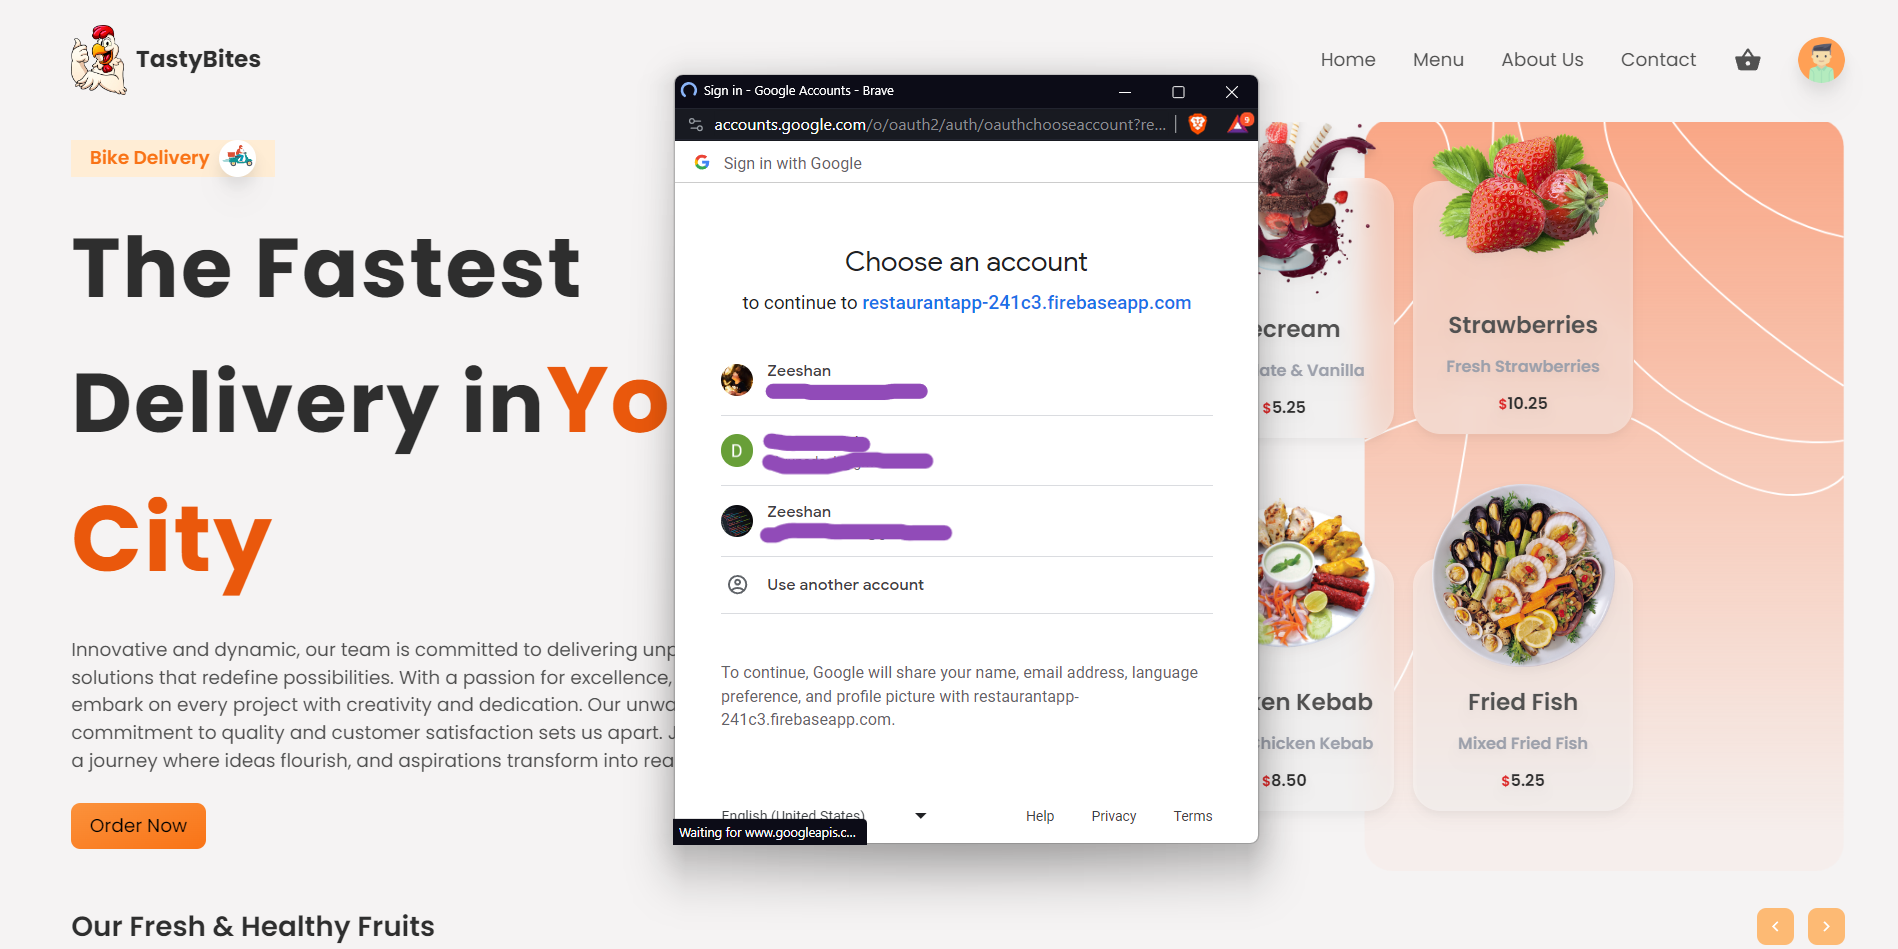 TastyBites
Home
Menu
About Us
Contact
Bike Delivery
The Fastest
Delivery in Yo
City
Innovative and dynamic, our team is committed to delivering
solutions that redefine possibilities. With a passion for excellence,
embark on every project with creativity and dedication. Our
commitment to quality and customer satisfaction sets us apart.
a journey where ideas flourish, and aspirations transform into
Order Now
Our Fresh & Healthy Fruits
Sign in - Google Accounts - Brave
accounts.google.com/o/oauth2/auth/oauthchooseaccount?re...
9
G Sign in with Google
Choose an account
to continue to restaurantapp-241c3.firebaseapp.com
Zeeshan
D
Zeeshan
Use another account
To continue, Google will share your name, email address, language
preference, and profile picture with restaurantapp-
241c3.firebaseapp.com.
English (United States)
Help
Privacy
Terms
Waiting for www.googleapis.c...
ecream
ate & Vanilla
$5.25
Strawberries
Fresh Strawberries
$10.25
ken Kebab
hicken Kebab
$8.50
Fried Fish
Mixed Fried Fish
$5.25